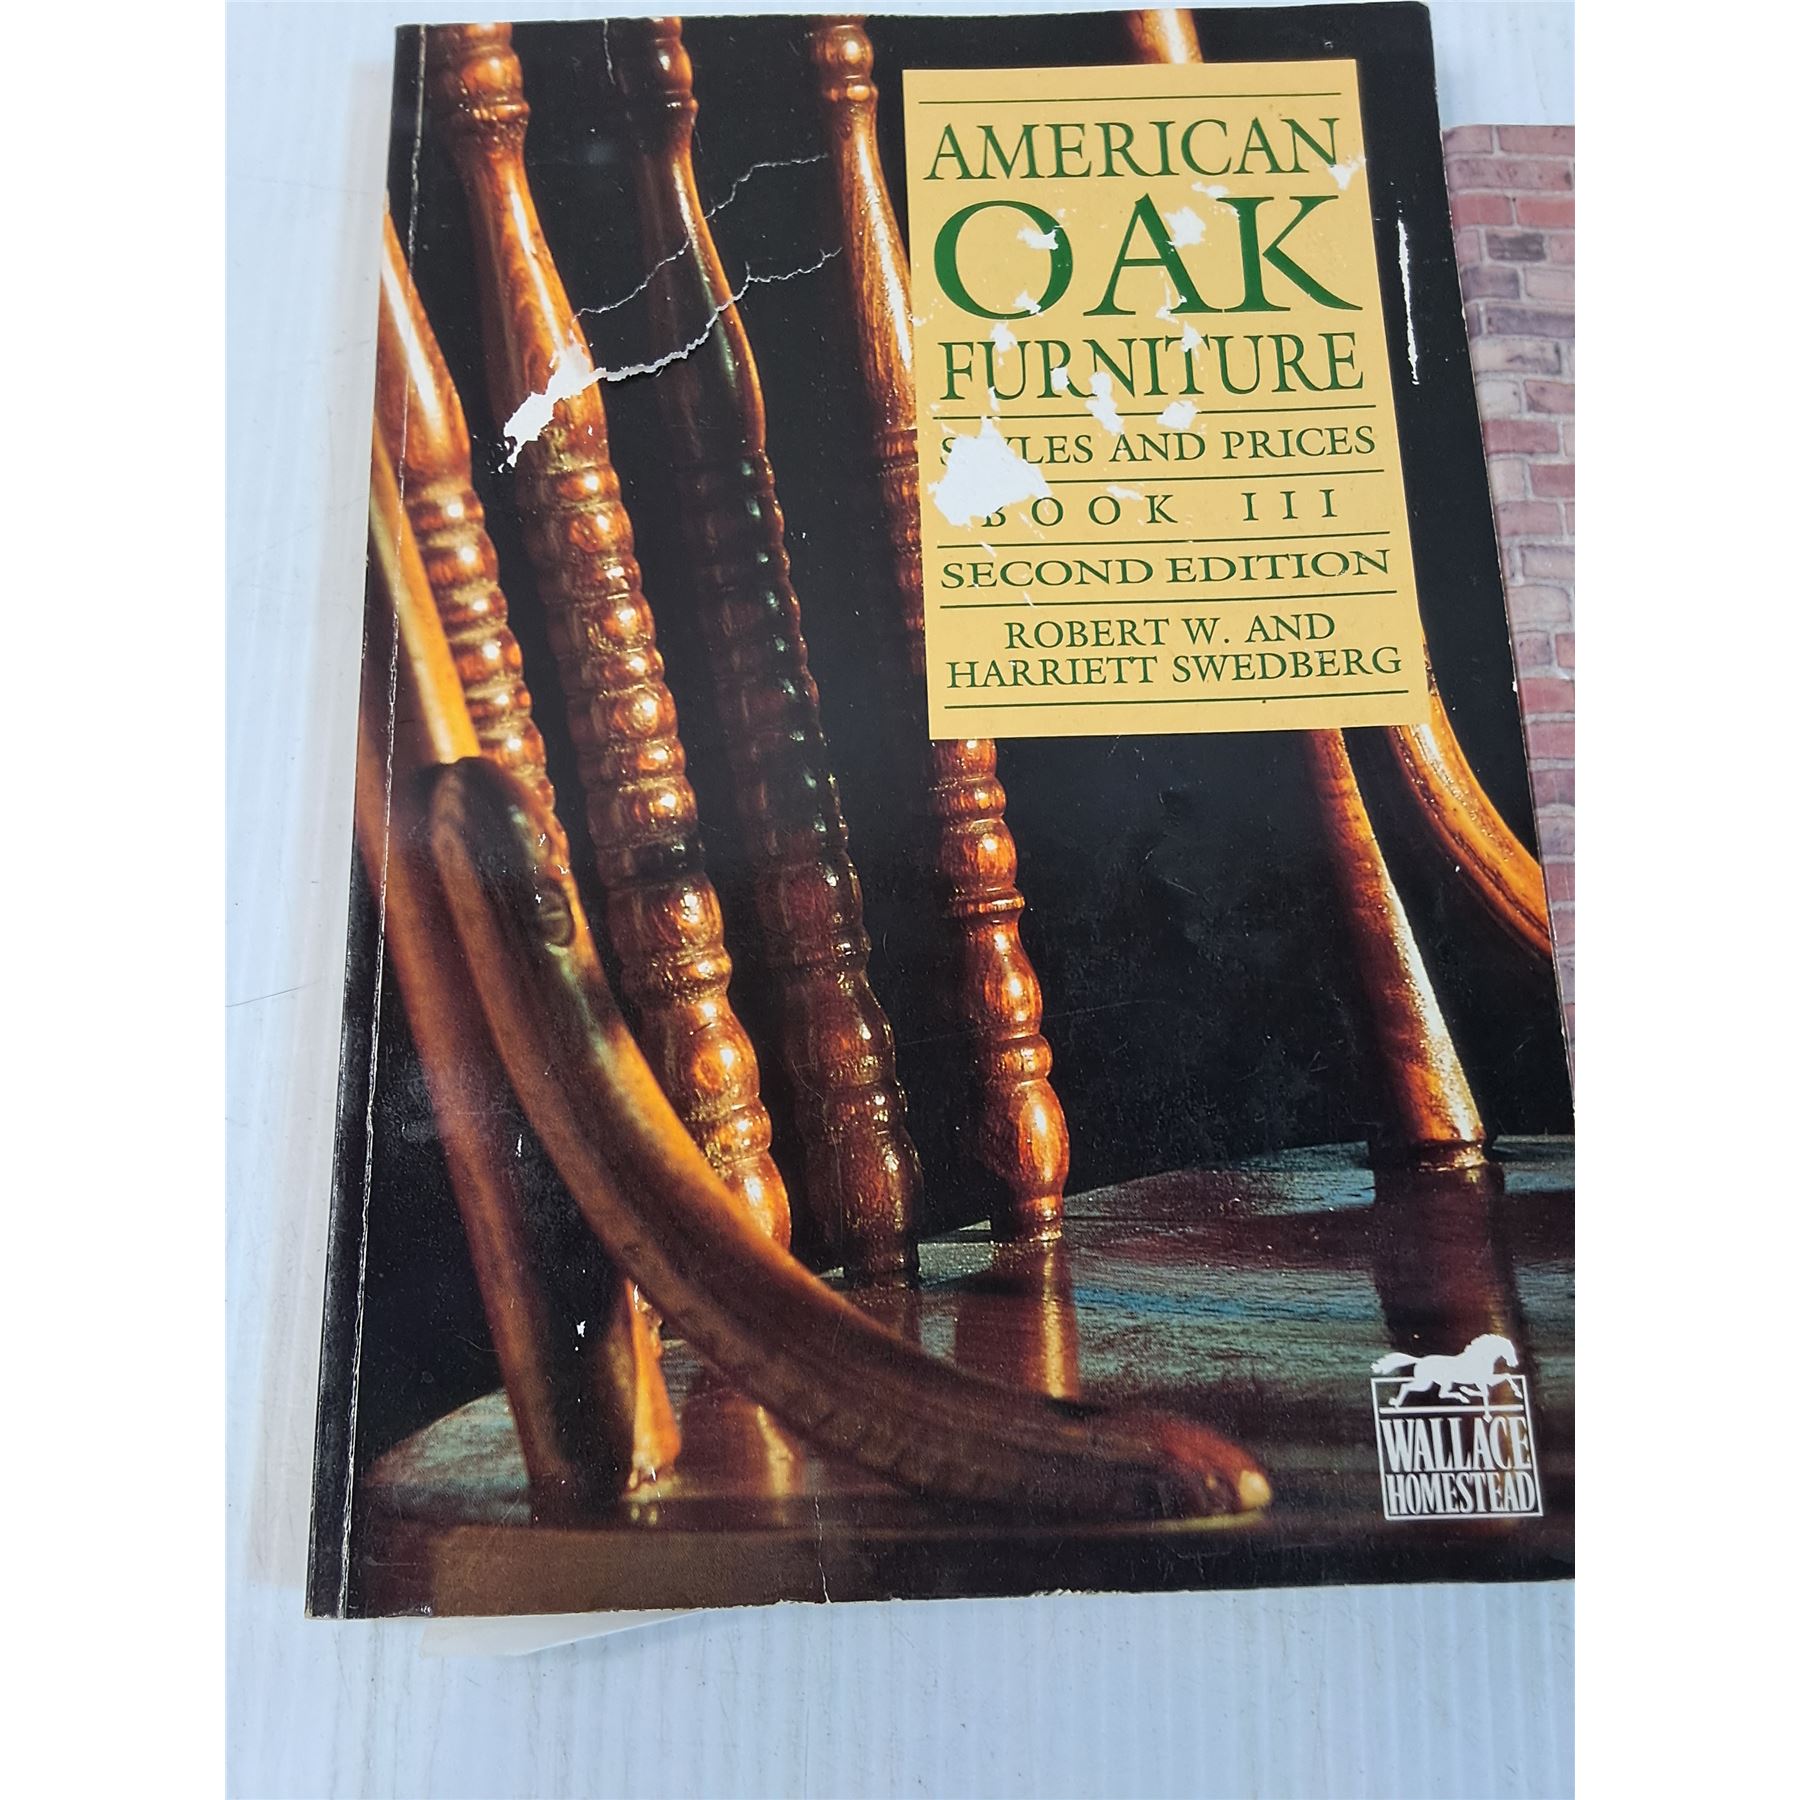 AMERICAN
OAK
FURNITURE
STYLES AND PRICES
BOOK III
SECOND EDITION
ROBERT W. AND
HARRIETT SWEDBERG
WALLACE
HOMESTEAD